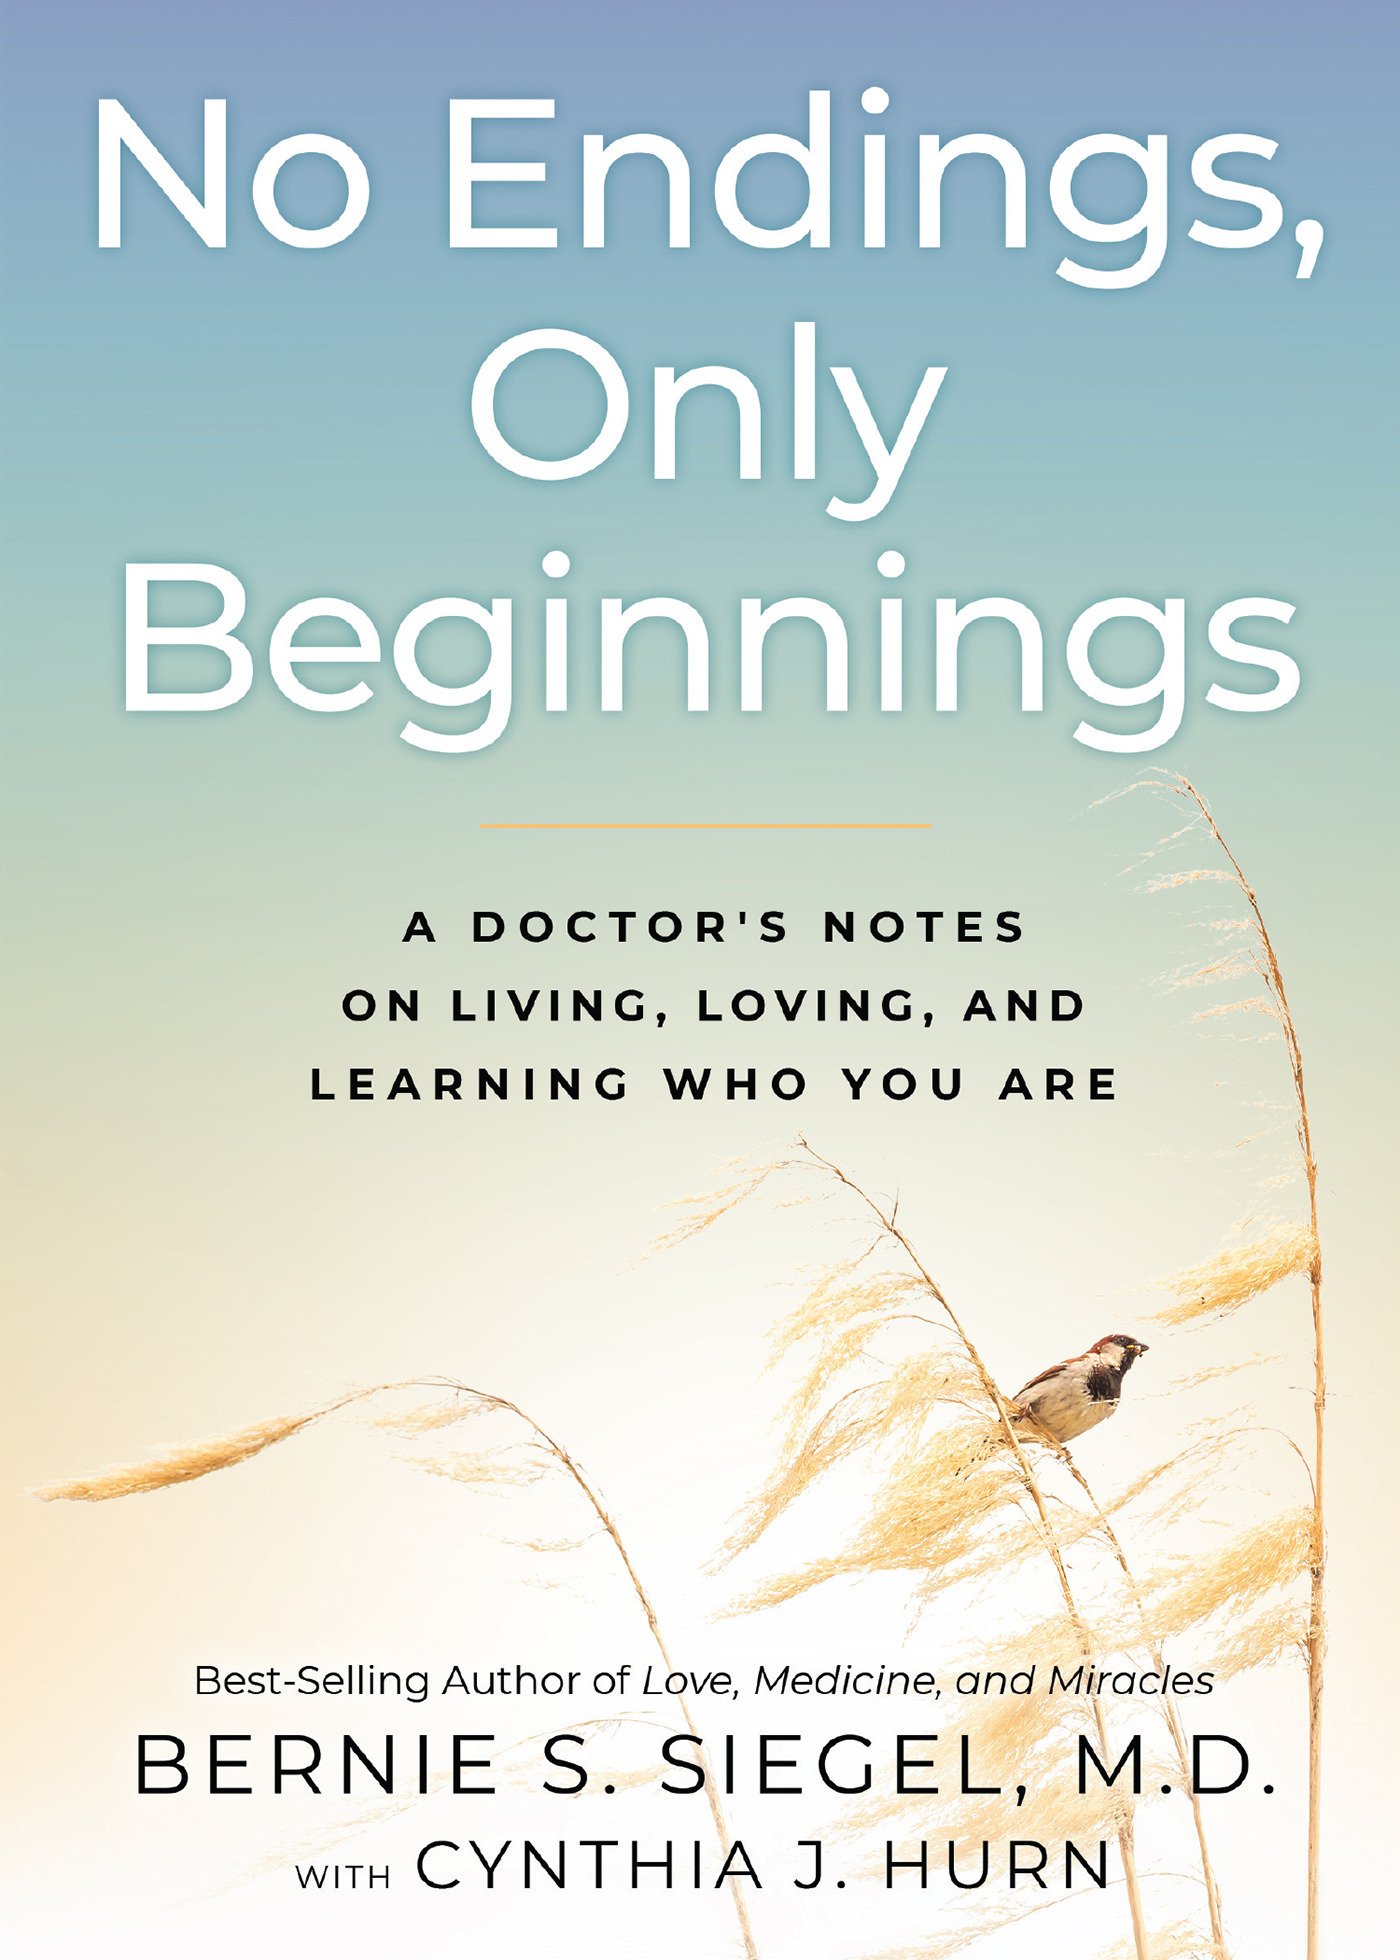 No Endings,
Only
Beginnings
A DOCTOR'S NOTES
ON LIVING, LOVING, AND
LEARNING WHO YOU ARE
Best-Selling Author of Love, Medicine, and Miracles
BERNIE S. SIEGEL, M.D.
WITH CYNTHIA J. HURN